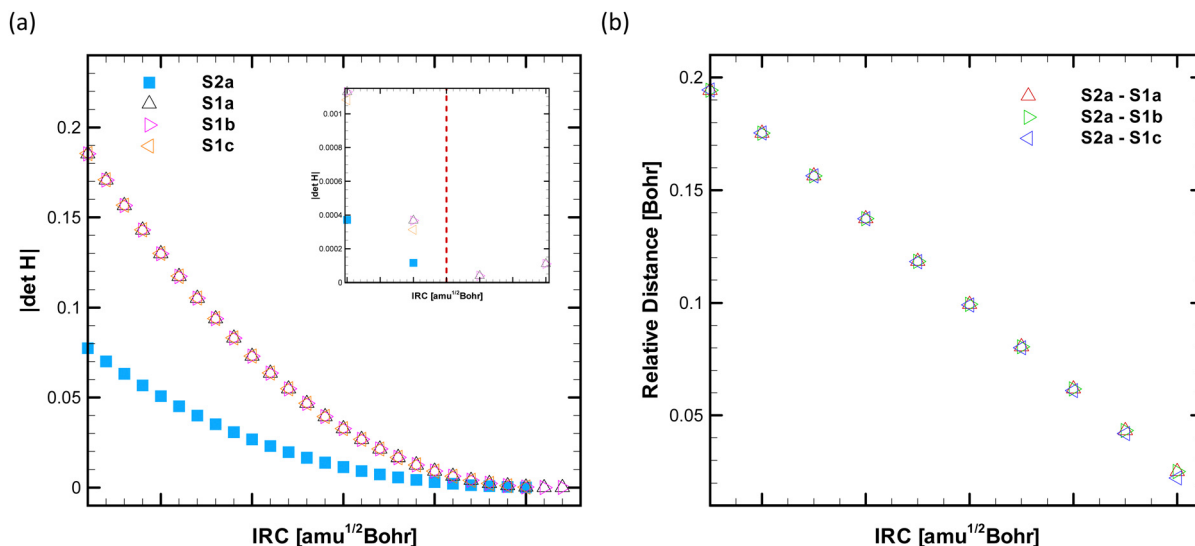 (a)
S2a
S1a
S1b
S1c
0.2
0.15
0.1
0.05
0
|det H|
IRC [amu1/2Bohr]
0.001
0.0008
0.0006
0.0004
0.0002
0
|det H|
IRC [amu1/2Bohr]
(b)
S2a - S1a
S2a - S1b
S2a - S1c
0.2
0.15
0.1
0.05
Relative Distance [Bohr]
IRC [amu1/2Bohr]